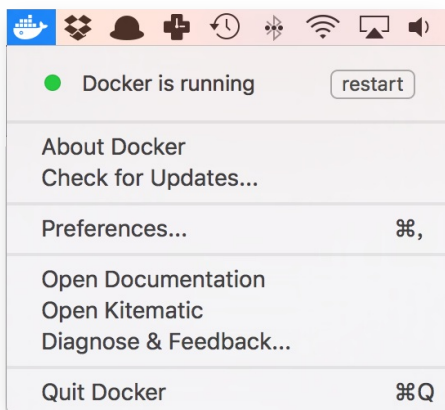 Docker is running restart
About Docker
Check for Updates...
Preferences... ⌘,
Open Documentation
Open Kitematic
Diagnose & Feedback...
Quit Docker ⌘Q